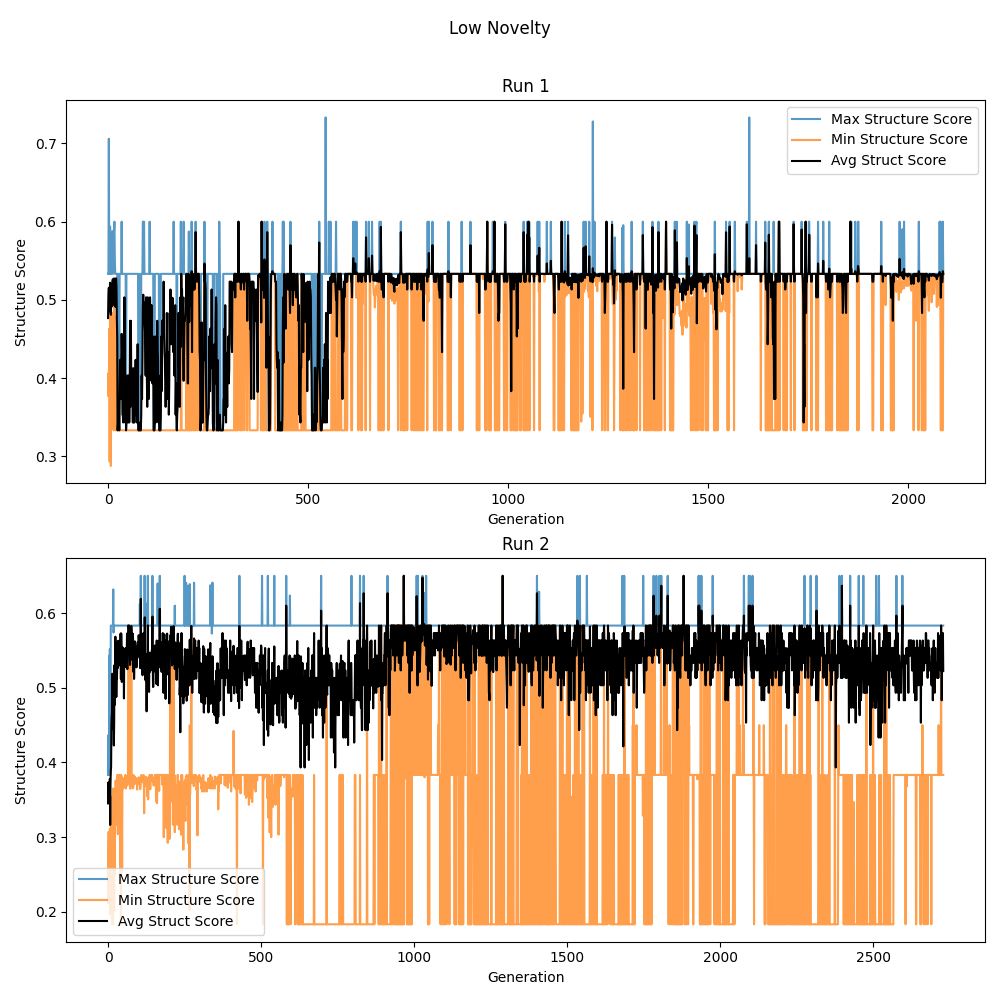 Low Novelty
Run 1
Max Structure Score
Min Structure Score
Avg Struct Score
0.7
0.6
0.5
0.4
0.3
Structure Score
0 500 1000 1500 2000
Generation
Run 2
0.6
0.5
0.4
0.3
0.2
Structure Score
Max Structure Score
Min Structure Score
Avg Struct Score
0 500 1000 1500 2000 2500
Generation